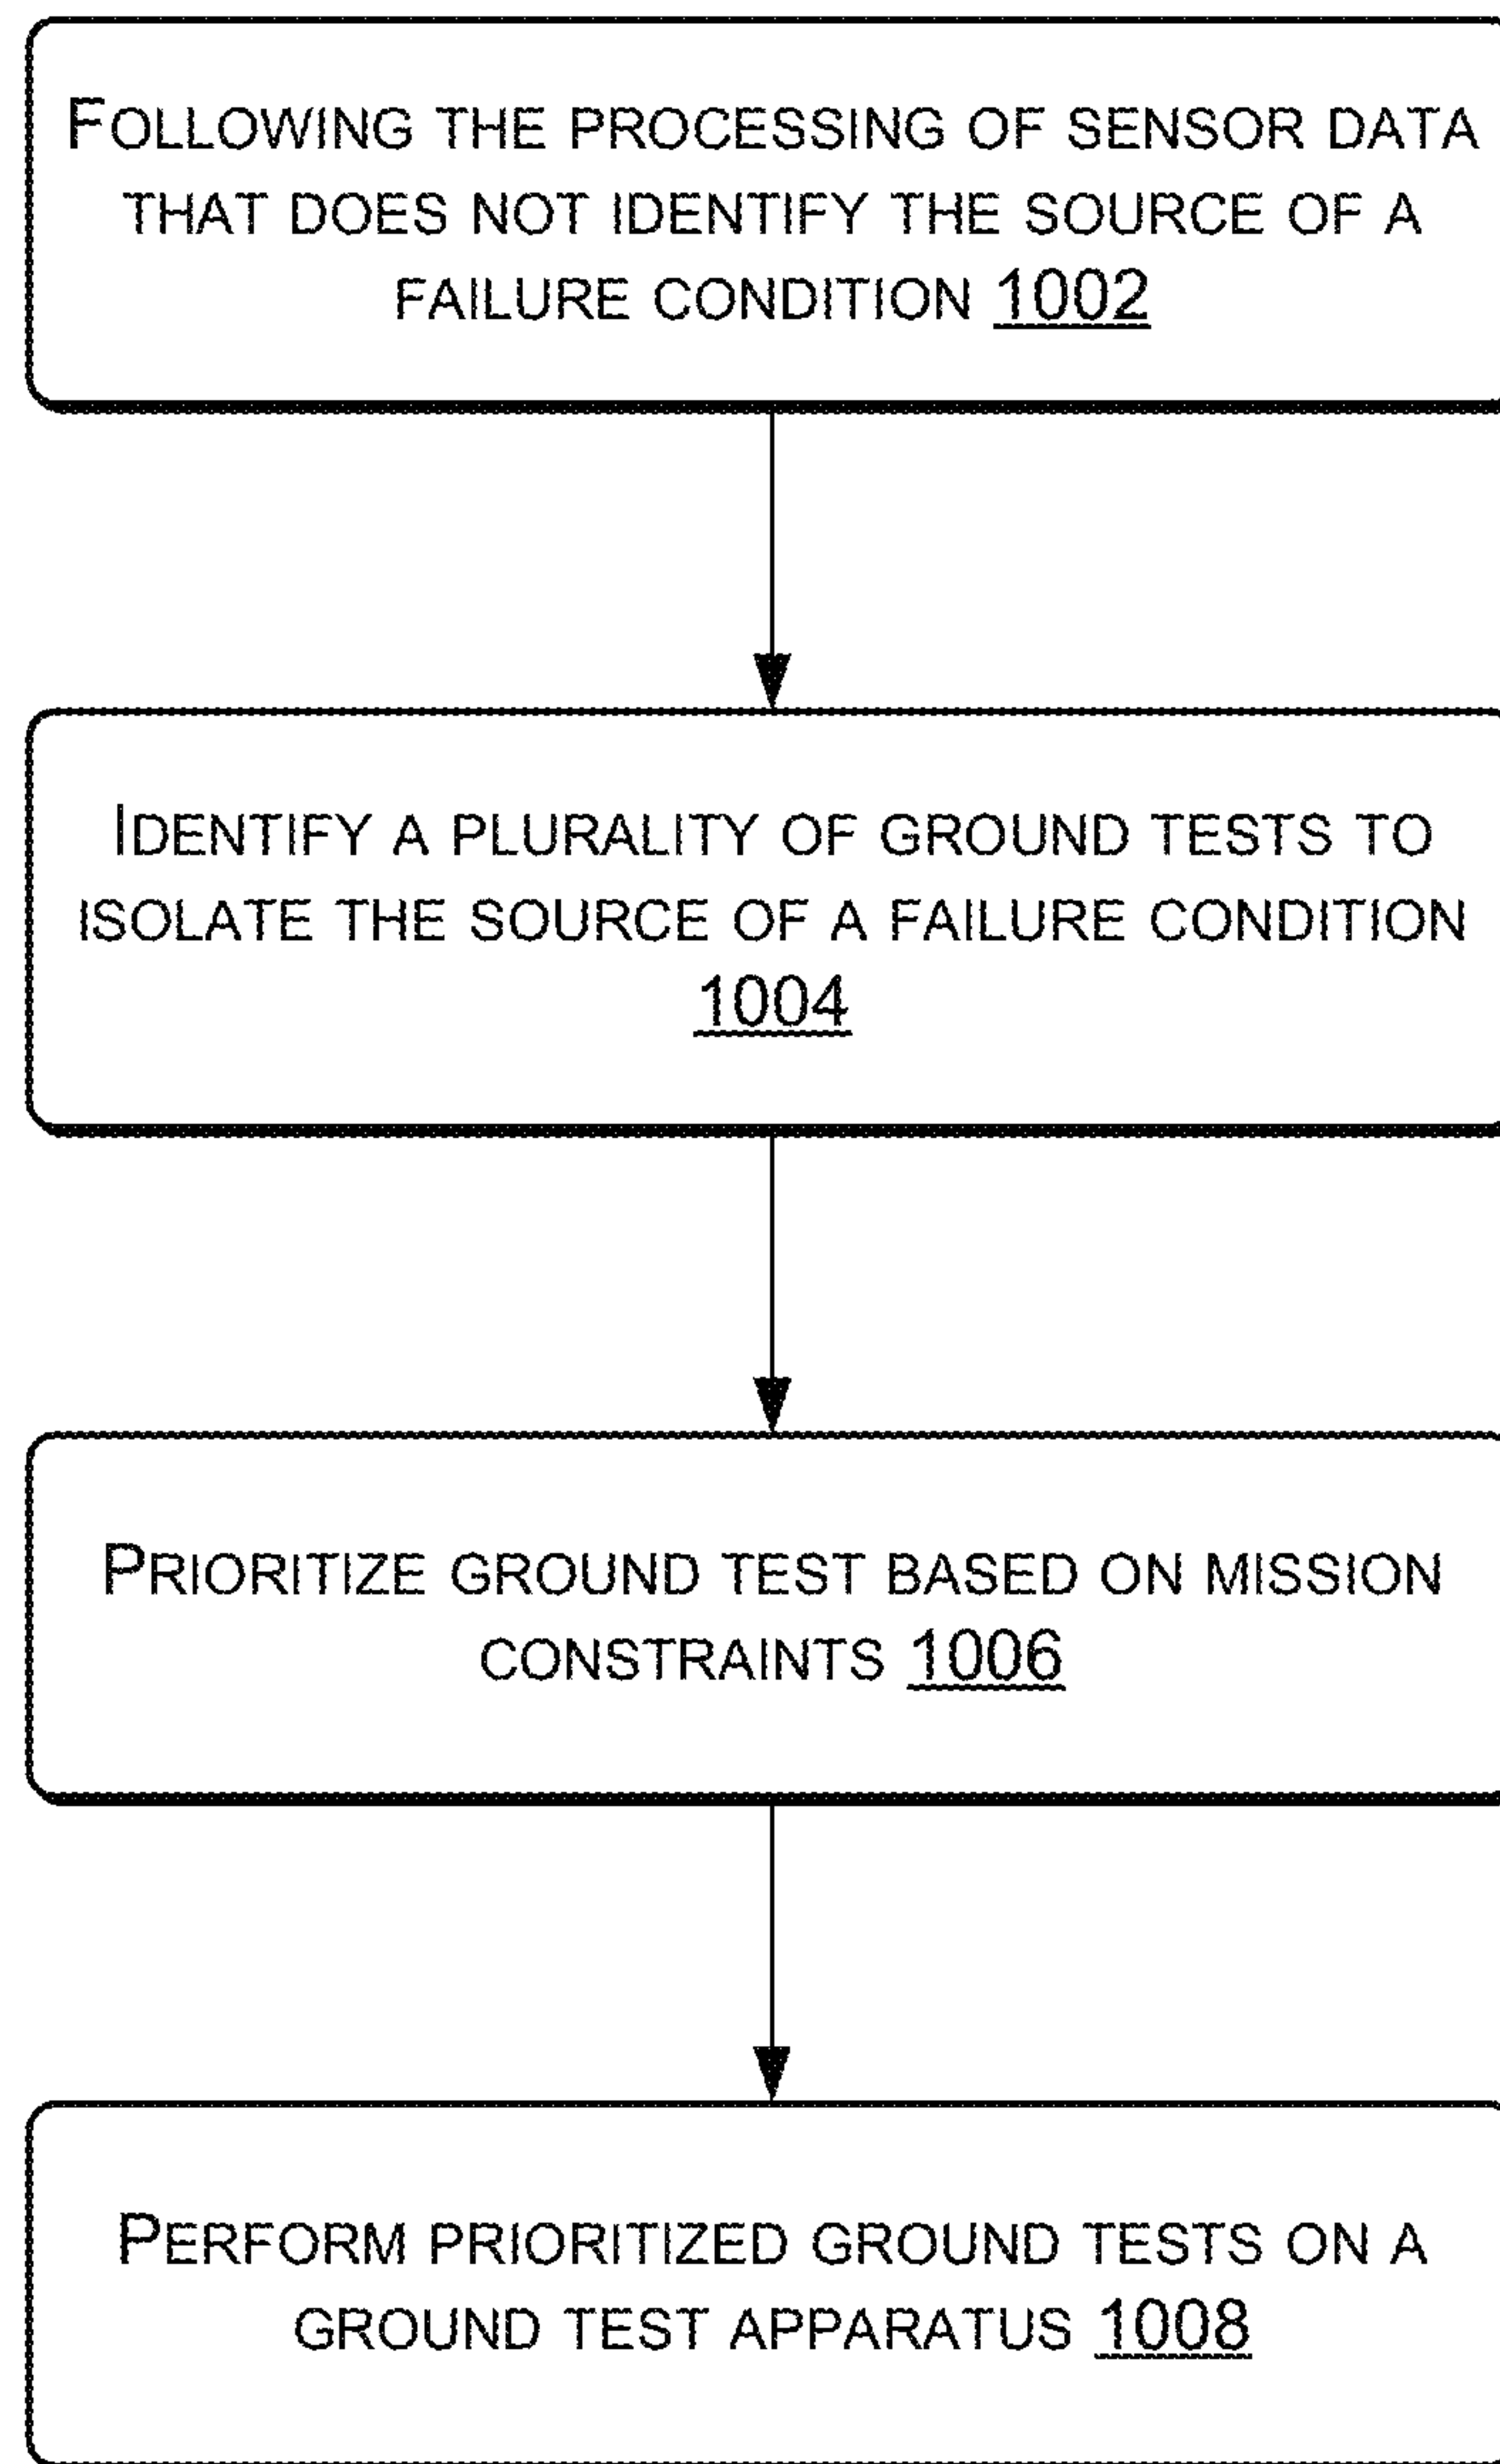 FOLLOWING THE PROCESSING OF SENSOR DATA
THAT DOES NOT IDENTIFY THE SOURCE OF A
FAILURE CONDITION 1002
IDENTIFY A PLURALITY OF GROUND TESTS TO
ISOLATE THE SOURCE OF A FAILURE CONDITION
1004
PRIORITIZE GROUND TEST BASED ON MISSION
CONSTRAINTS 1006
PERFORM PRIORITIZED GROUND TESTS ON A
GROUND TEST APPARATUS 1008